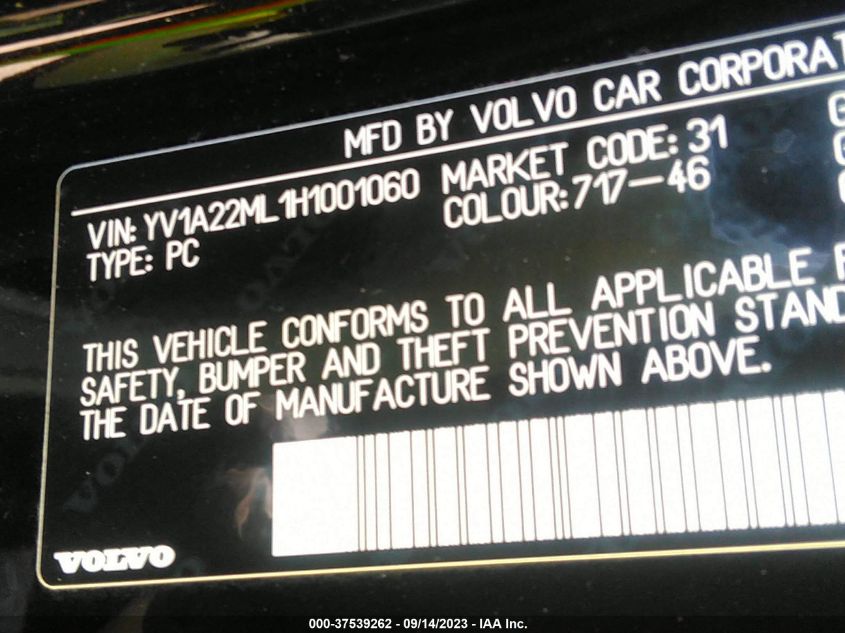 MFD BY VOLVO CAR
VIN: YV1A22ML1H1001060 MARKET CODE: 31
TYPE: PC COLOUR: 717-46
THIS VEHICLE CONFORMS TO ALL APPLICABLE
SAFETY, BUMPER AND THEFT PREVENTION
THE DATE OF MANUFACTURE SHOWN ABOVE.
VOLVO
000-37539262 - 09/14/2023 - IAA Inc.